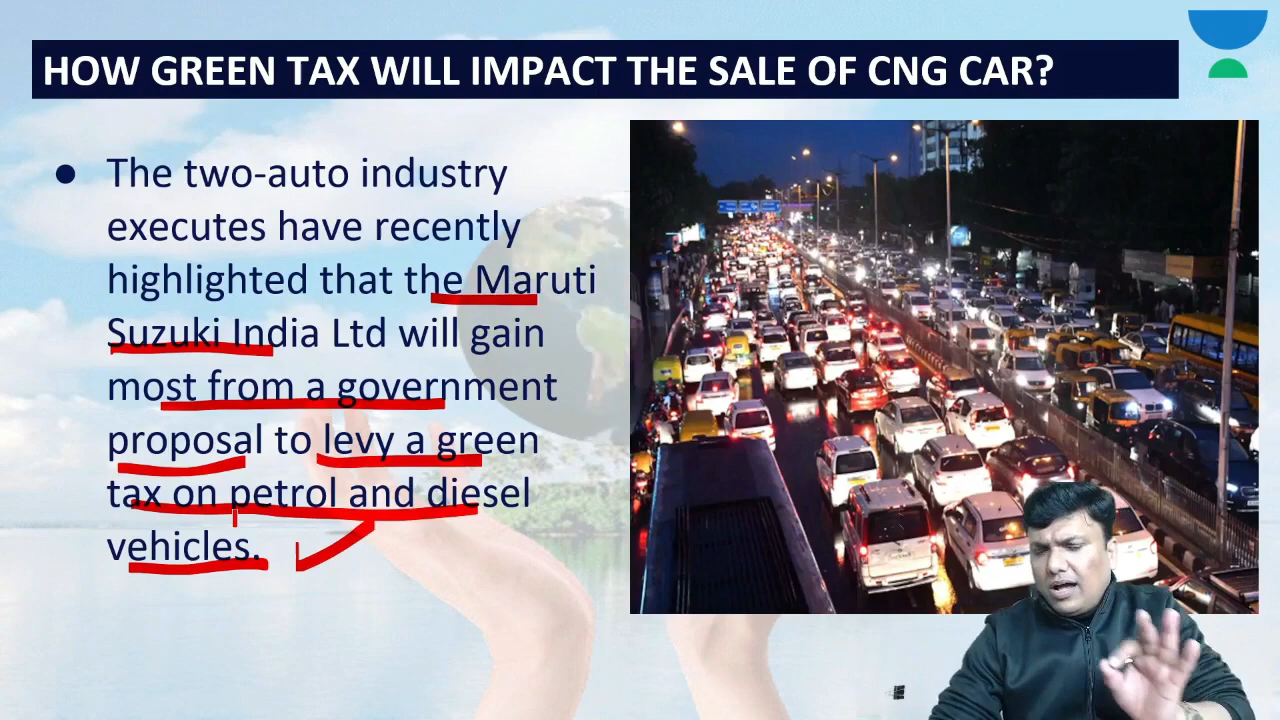 HOW GREEN TAX WILL IMPACT THE SALE OF CNG CAR?
● The two-auto industry
executes have recently
highlighted that the Maruti
Suzuki India Ltd will gain
most from a government
proposal to levy a green
tax on petrol and diesel
vehicles.